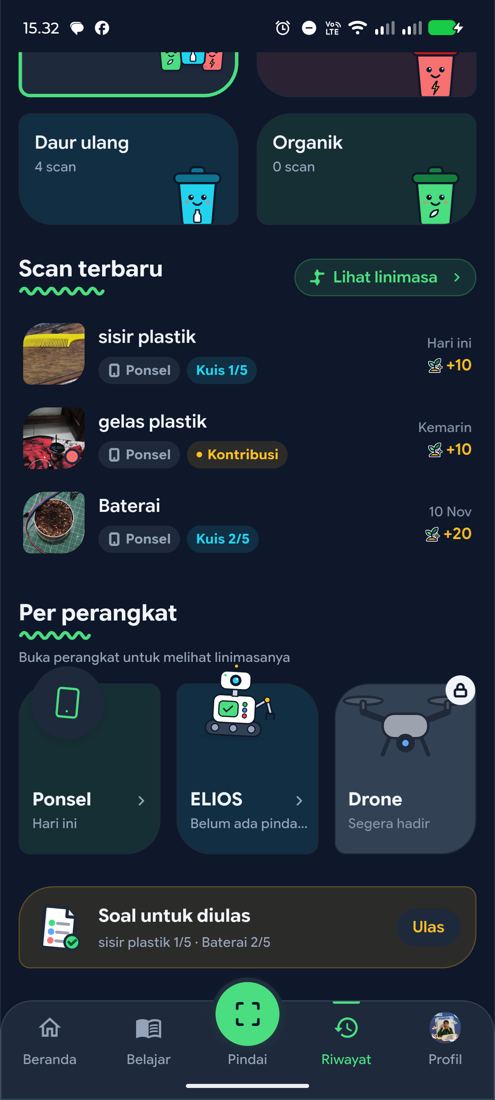 15.32
Vo))
LTE
Daur ulang
4 scan
Organik
0 scan
Scan terbaru
Lihat linimasa
sisir plastik
Ponsel
Kuis 1/5
Hari ini
+10
gelas plastik
Ponsel
Kontribusi
Kemarin
+10
Baterai
Ponsel
Kuis 2/5
10 Nov
+20
Per perangkat
Buka perangkat untuk melihat linimasanya
Ponsel
Hari ini
ELIOS
Belum ada pinda...
Drone
Segera hadir
Soal untuk diulas
sisir plastik 1/5 · Baterai 2/5
Ulas
Beranda
Belajar
Pindai
Riwayat
Profil